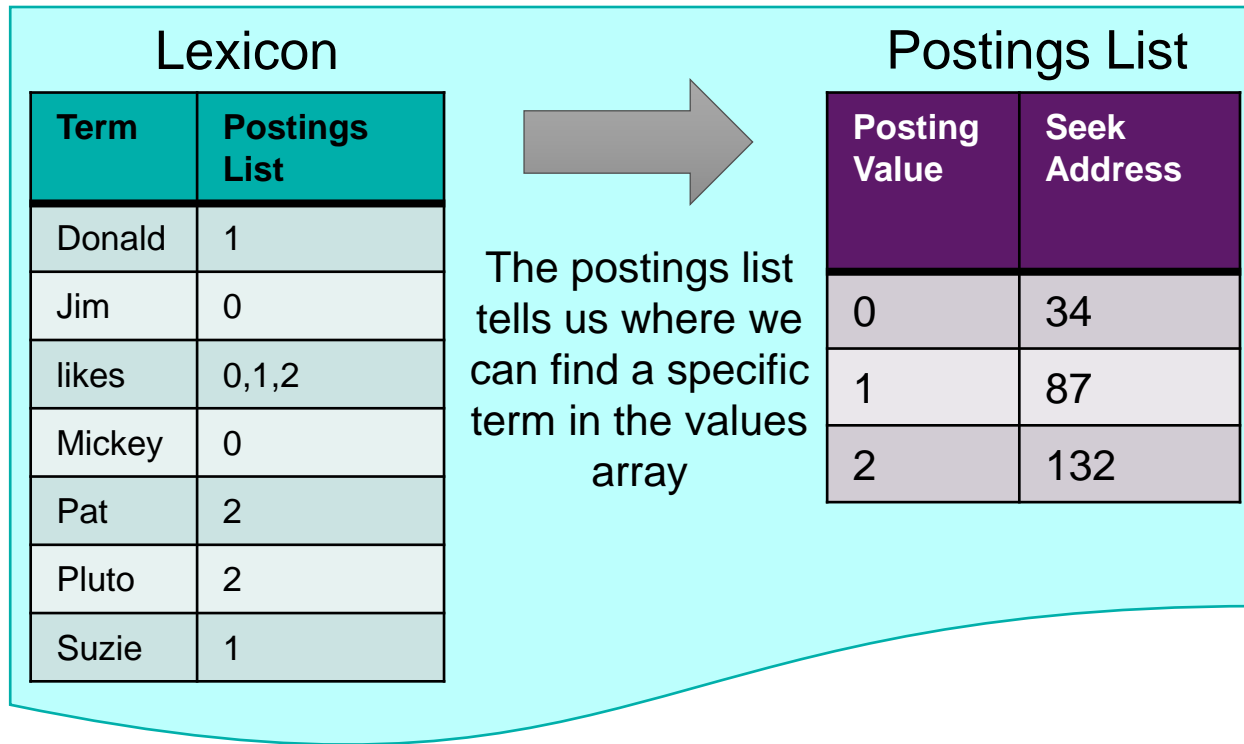 Lexicon
Term Postings
List
Donald 1
Jim 0
likes 0,1,2
Mickey 0
Pat 2
Pluto 2
Suzie 1
The postings list
tells us where we
can find a specific
term in the values
array
Postings List
Posting Seek
Value Address
0 34
1 87
2 132